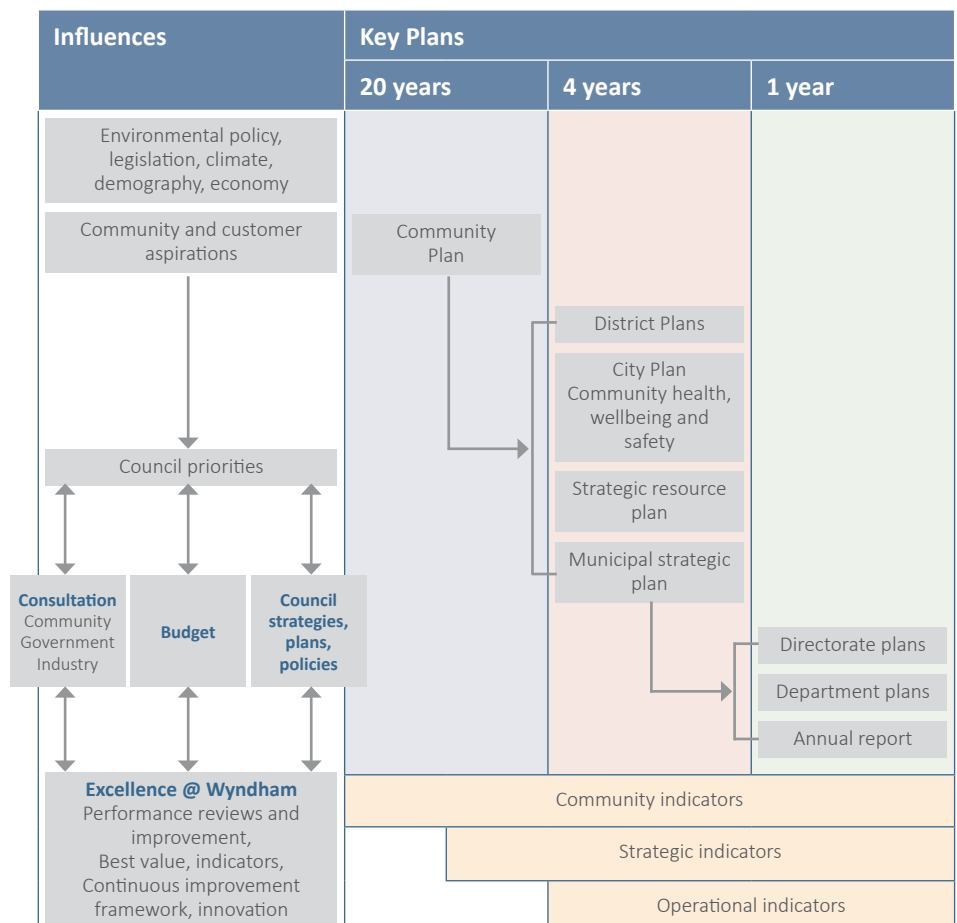 Influences
Key Plans
20 years
4 years
1 year
Environmental policy,
legislation, climate,
demography, economy
Community and customer
aspirations
Council priorities
Consultation
Community
Government
Industry
Budget
Council
strategies,
plans,
policies
Excellence @ Wyndham
Performance reviews and
improvement,
Best value, indicators,
Continuous improvement
framework, innovation
Community
Plan
District Plans
City Plan
Community health,
wellbeing and
safety
Strategic resource
plan
Municipal strategic
plan
Directorate plans
Department plans
Annual report
Community indicators
Strategic indicators
Operational indicators